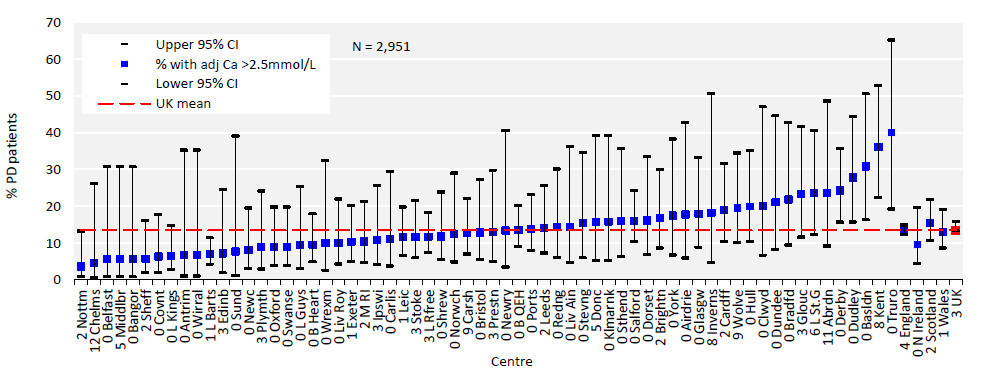 70
60
50
40
30
20
10
0
% PD patients
Upper 95% CI
% with adj Ca >2.5mmol/L
Lower 95% CI
UK mean
N = 2,951
2 Nottm
12 Chelms
0 Belfast
5 Middlbr
0 Bangor
2 Sheff
0 Covnt
0 L Kings
0 Antrim
0 Wirral
1 L Barts
3 Edinb
0 Sund
0 Newc
3 Plymth
0 Oxford
0 Swanse
0 L Guys
0 B Heart
0 Wrexm
0 Liv Roy
1 Exeter
2 M RI
0 Ipswi
0 Carlis
1 Leic
3 Stoke
3 L Rfree
0 Shrew
0 Norwch
9 Carsh
0 Bristol
3 Prestn
0 Newry
0 B QEH
0 Ports
2 Leeds
0 Redng
0 Liv Ain
0 Stevng
5 Donc
0 Klmarnk
0 Sthend
0 Salford
0 Dorset
2 Brightn
0 York
0 Airdrie
0 Glasgw
8 Inverns
2 Cardff
9 Wolve
0 Hull
0 Clwyd
0 Dundee
0 Bradfd
3 Glouc
6 L St.G
11 Abrdn
0 Derby
0 Dudley
0 Basldn
8 Kent
0 Truro
4 England
0 N Ireland
2 Scotland
1 Wales
3 UK
Centre